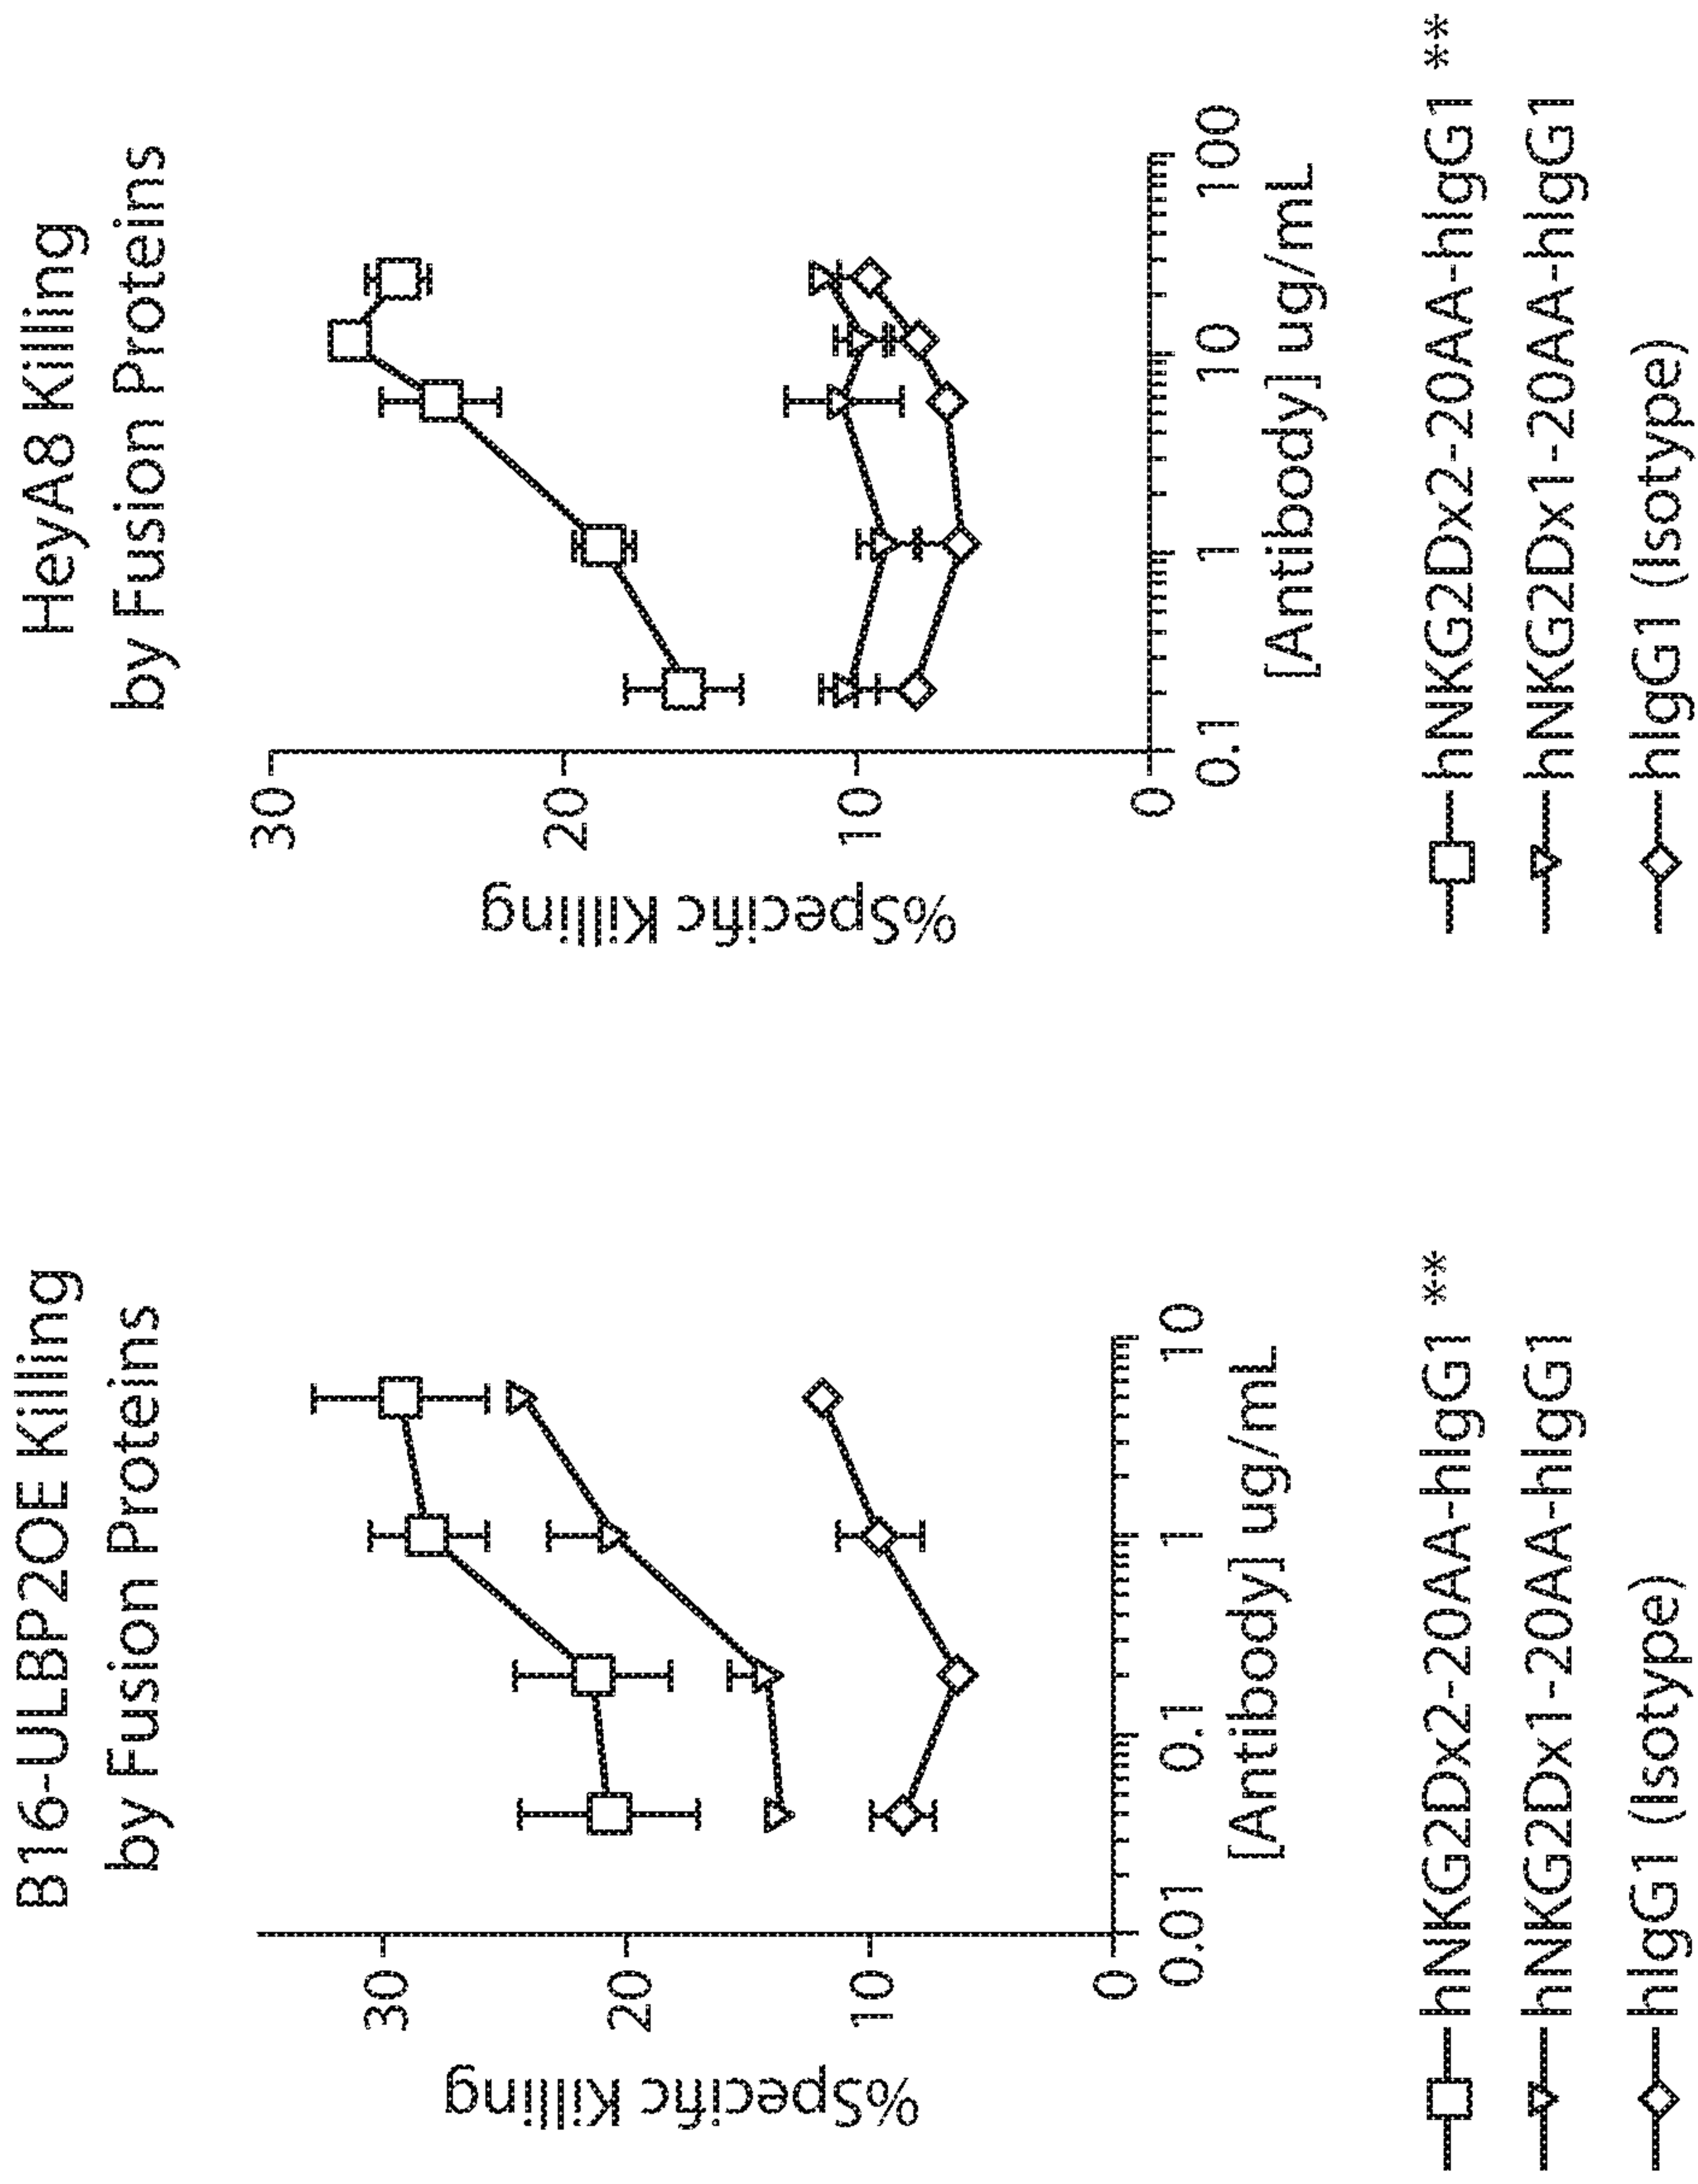 B16-ULBP2OE Killing
by Fusion Proteins
%Specific Killing
30
20
10
0
0.01
0.1
1
10
[Antibody] ug/mL
hNKG2Dx2-20AA-hIgG1 **
hNKG2Dx1-20AA-hIgG1
hIgG1 (Isotype)
HeyA8 Killing
by Fusion Proteins
%Specific Killing
30
20
10
0
0.1
1
10
100
[Antibody] ug/mL
hNKG2Dx2-20AA-hIgG1 **
hNKG2Dx1-20AA-hIgG1
hIgG1 (Isotype)